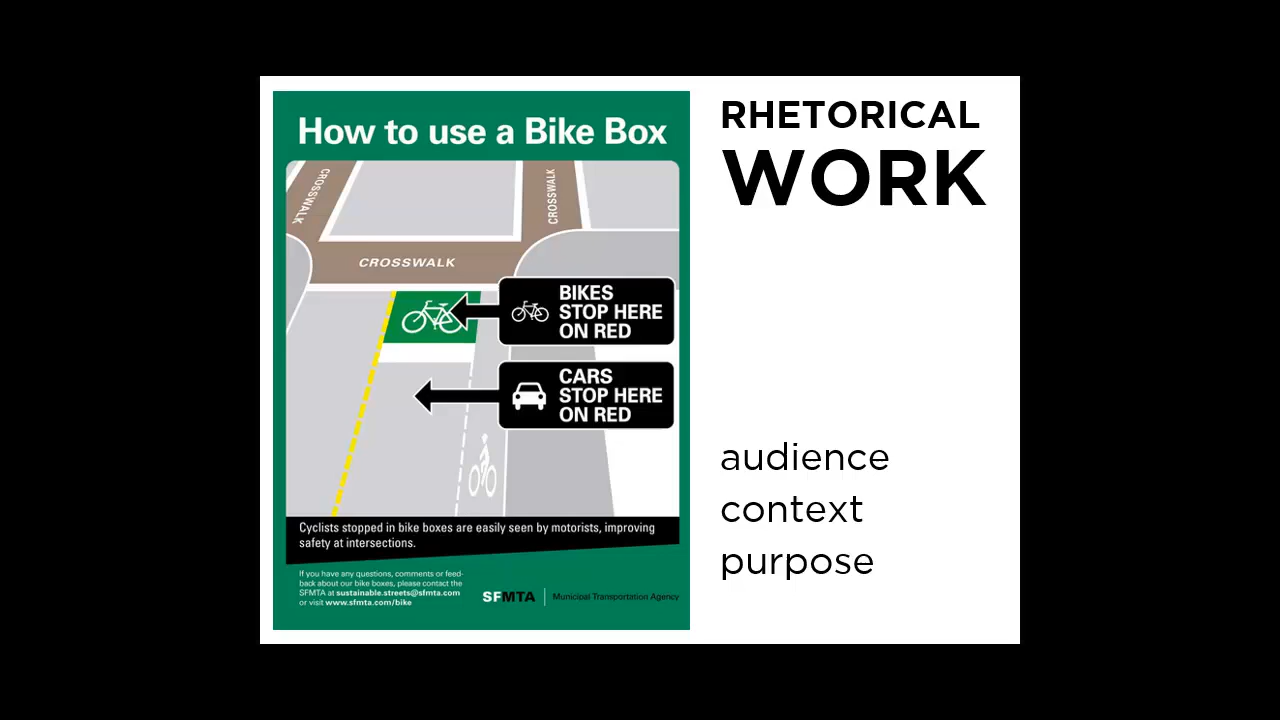 How to use a Bike Box
CROSSWALK
CROSSWALK
CROSSWALK
BIKES
STOP HERE
ON RED
CARS
STOP HERE
ON RED
Cyclists stopped in bike boxes are easily seen by motorists, improving
safety at intersections.
If you have any questions, comments or feed-
back about our bike boxes, please contact the
SFMTA at sustainable.streets@sfmta.com
or visit www.sfmta.com/bike
SFMTA Municipal Transportation Agency
RHETORICAL
WORK
audience
context
purpose